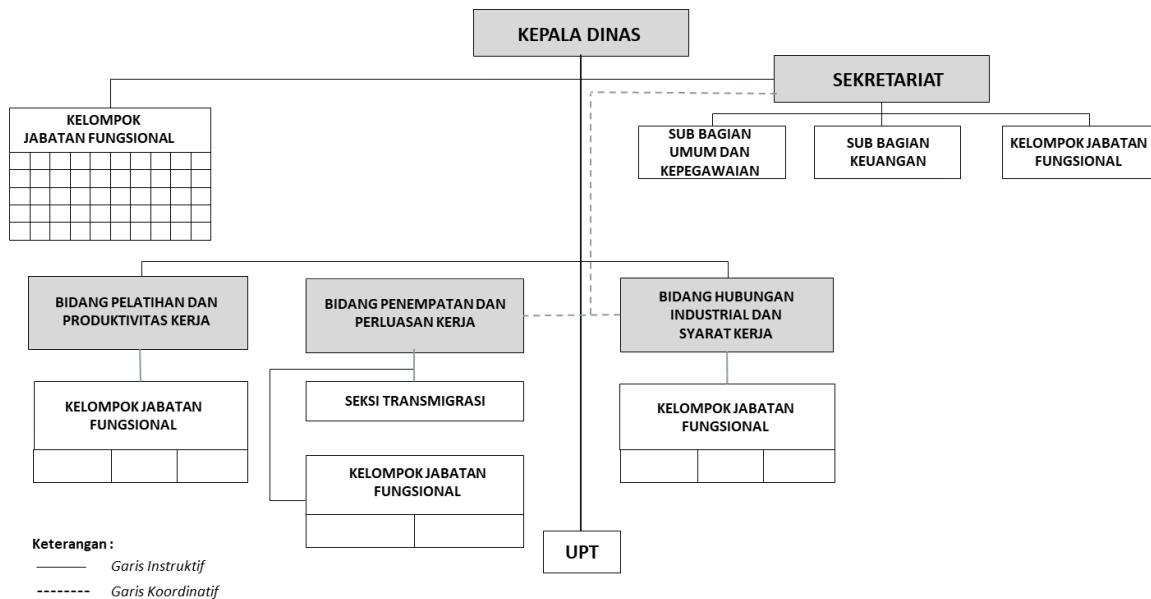 KEPALA DINAS
SEKRETARIAT
KELOMPOK
JABATAN FUNGSIONAL
SUB BAGIAN
UMUM DAN
KEPEGAWAIAN
SUB BAGIAN
KEUANGAN
KELOMPOK JABATAN
FUNGSIONAL
BIDANG PELATIHAN DAN
PRODUKTIVITAS KERJA
BIDANG PENEMPATAN DAN
PERLUASAN KERJA
BIDANG HUBUNGAN
INDUSTRIAL DAN
SYARAT KERJA
KELOMPOK JABATAN
FUNGSIONAL
SEKSI TRANSMIGRASI
KELOMPOK JABATAN
FUNGSIONAL
KELOMPOK JABATAN
FUNGSIONAL
UPT
Keterangan :
Garis Instruktif
Garis Koordinatif